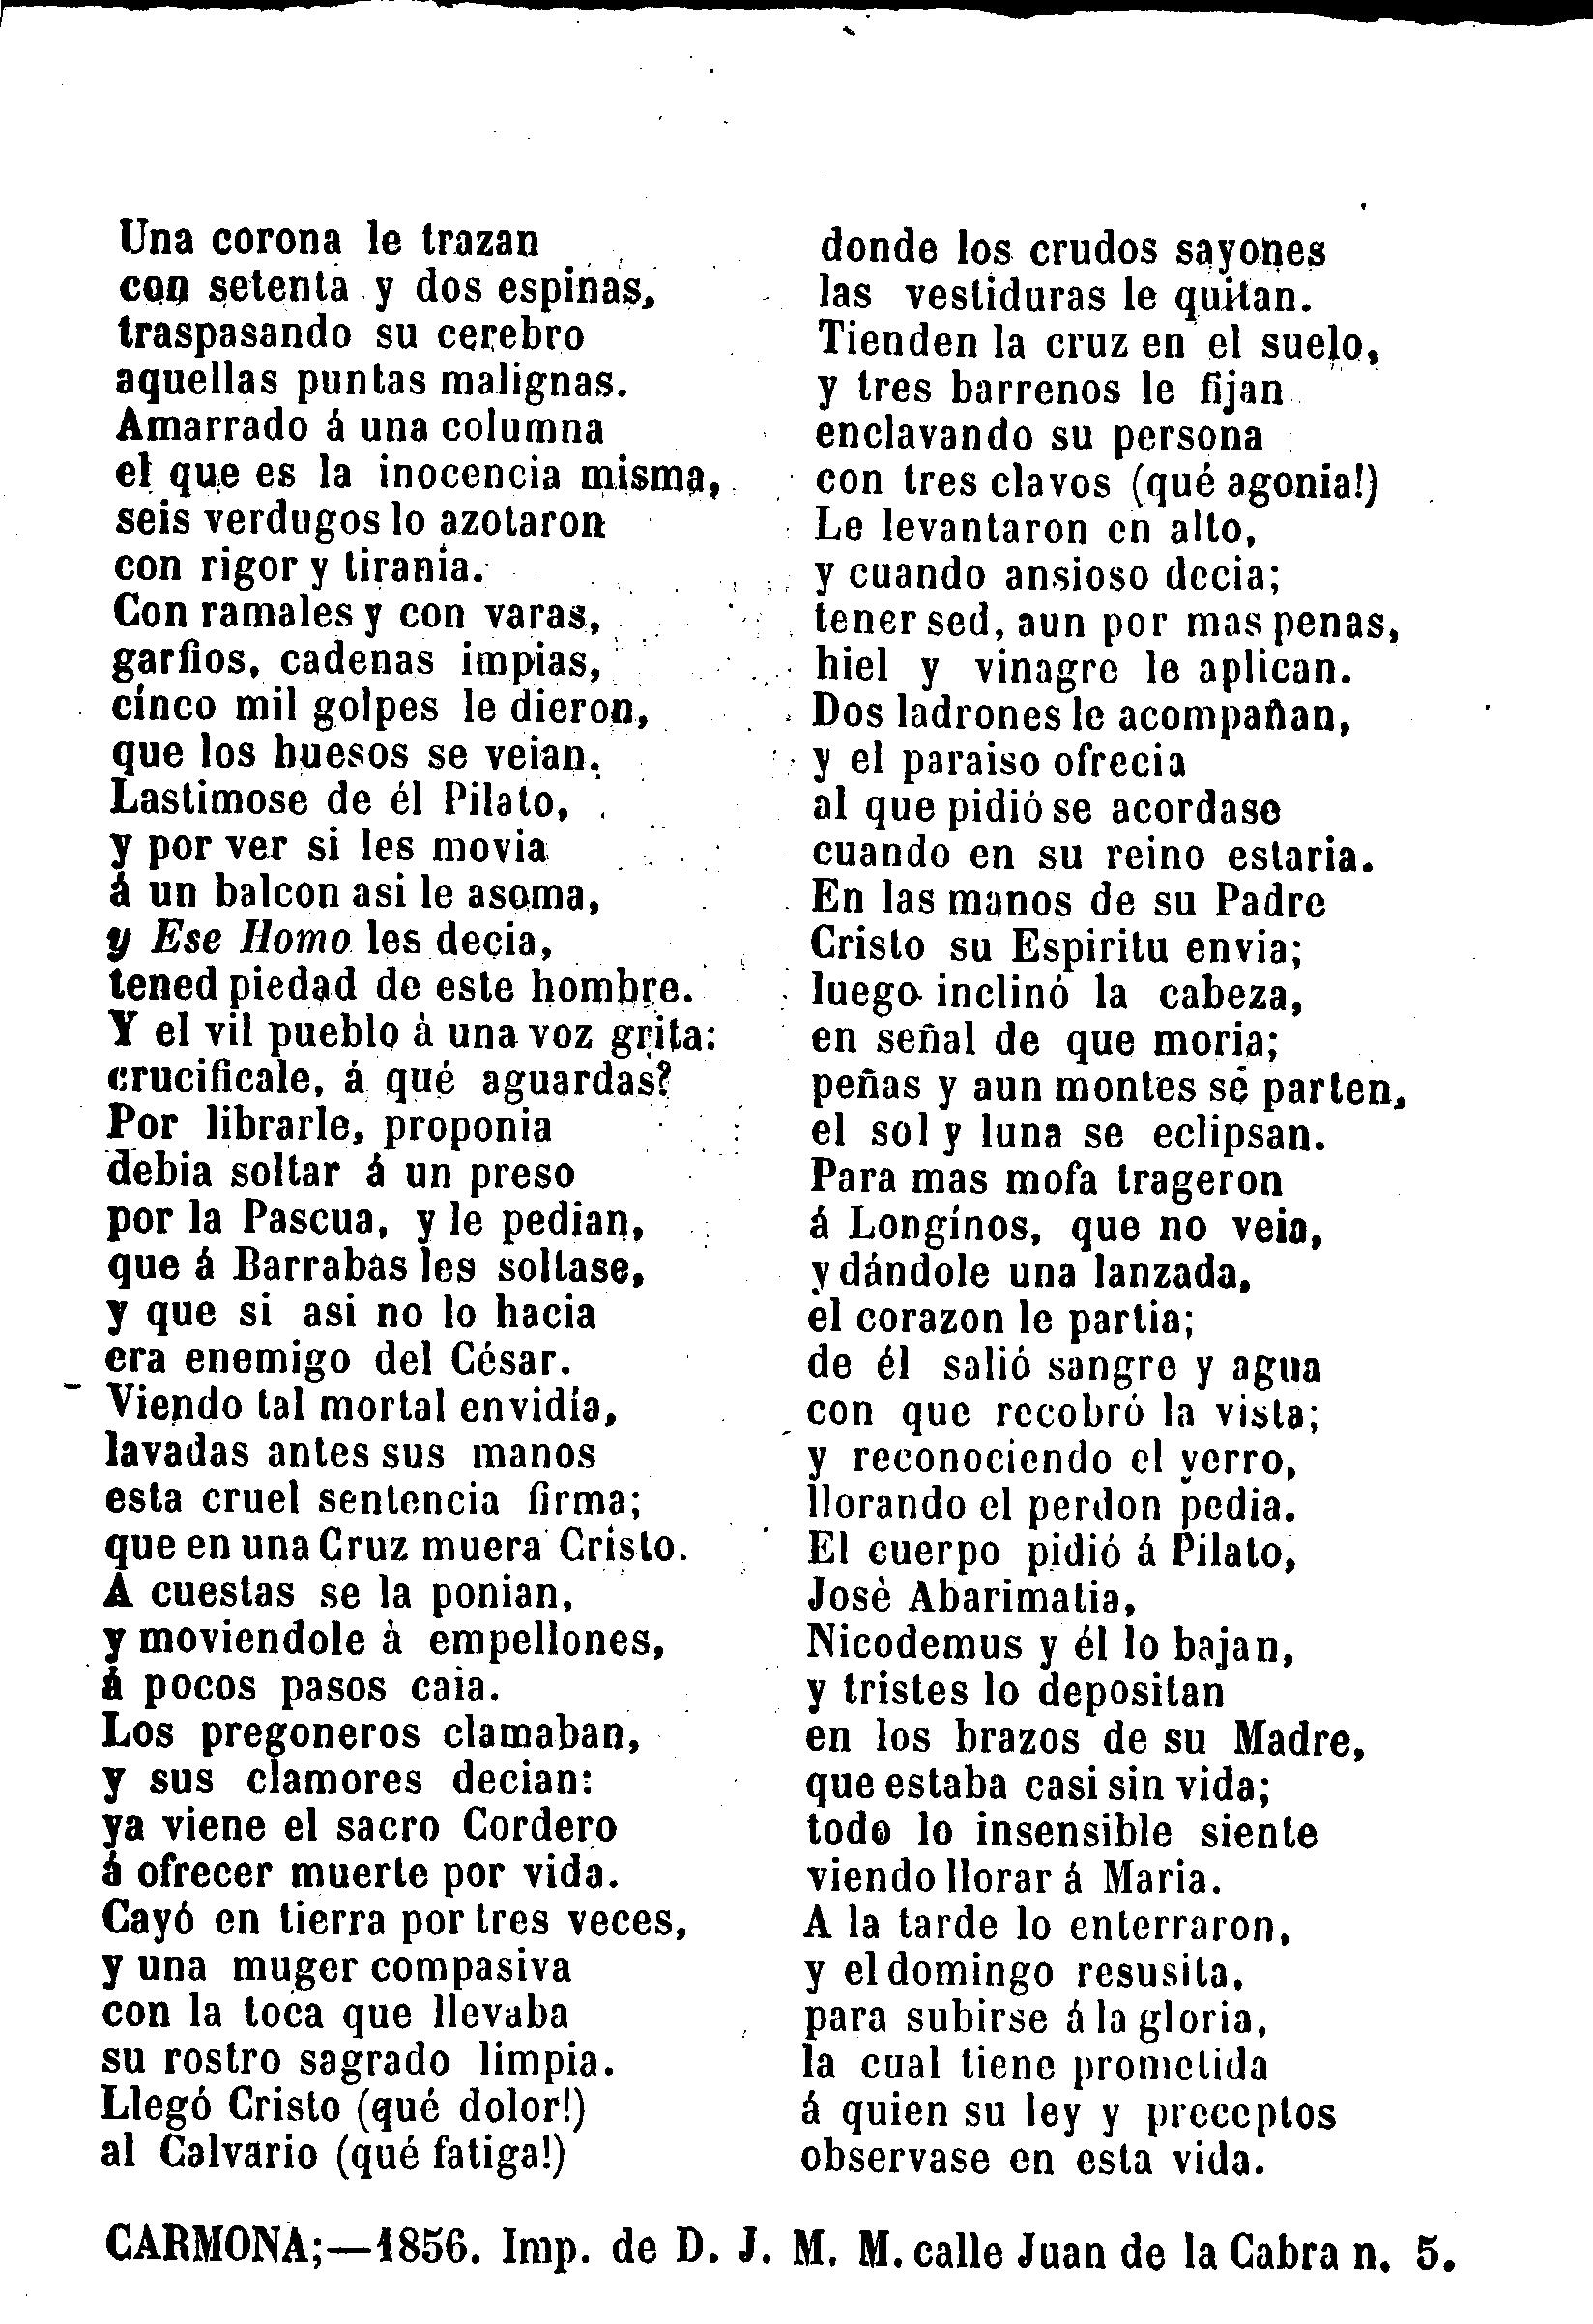 Una corona le trazan
con setenta y dos espinas,
traspasando su cerebro
aquellas puntas malignas.
Amarrado á una columna
el que es la inocencia misma,
seis verdugos lo azotaron
con rigor y tirania.
Con ramales y con varas,
garfios, cadenas impias,
cínco mil golpes le dieron,
que los huesos se veian.
Lastimose de él Pilato,
y por ver si les movia
á un balcon asi le asoma,
y Ese Homo les decia,
tened piedad de este hombre.
Y el vil pueblo à una voz grita:
crucificale, á qué aguardas?
Por librarle, proponia
debia soltar á un preso
por la Pascua, y le pedian,
que á Barrabas les soltase,
y que si asi no lo hacia
era enemigo del César.
Viendo tal mortal envidía,
lavadas antes sus manos
esta cruel sentencia firma;
que en una Cruz muera Cristo.
A cuestas se la ponian,
y moviendole à empellones,
á pocos pasos caia.
Los pregoneros clamaban,
y sus clamores decian:
ya viene el sacro Cordero
á ofrecer muerte por vida.
Cayó en tierra por tres veces,
y una muger compasiva
con la toca que llevaba
su rostro sagrado limpia.
Llegó Cristo (qué dolor!)
al Calvario (qué fatiga!)
donde los crudos sayones
las vestiduras le quitan.
Tienden la cruz en el suelo,
y tres barrenos le fijan
enclavando su persona
con tres clavos (qué agonia!)
Le levantaron en alto,
y cuando ansioso decia;
tener sed, aun por mas penas,
hiel y vinagre le aplican.
Dos ladrones le acompañan,
y el paraiso ofrecia
al que pidió se acordase
cuando en su reino estaria.
En las manos de su Padre
Cristo su Espiritu envia;
luego inclinó la cabeza,
en señal de que moria;
peñas y aun montes se parten,
el sol y luna se eclipsan.
Para mas mofa trageron
á Longínos, que no veia,
y dándole una lanzada,
el corazon le partia;
de él salió sangre y agua
con que recobró la vista;
y reconociendo el yerro,
llorando el perdon pedia.
El cuerpo pidió á Pilato,
Josè Abarimatia,
Nicodemus y él lo bajan,
y tristes lo depositan
en los brazos de su Madre,
que estaba casi sin vida;
todo lo insensible siente
viendo llorar á Maria.
A la tarde lo enterraron,
y el domingo resusita,
para subirse á la gloria,
la cual tiene prometida
á quien su ley y preceptos
observase en esta vida.
CARMONA;—1856. Imp. de D. J. M. M. calle Juan de la Cabra n. 5.